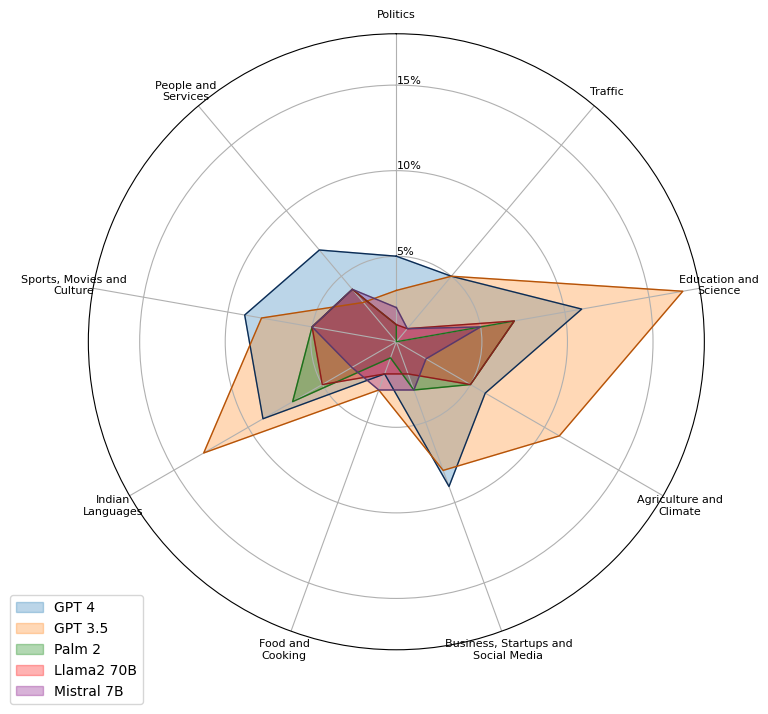 Politics
People and
Services
Traffic
15%
10%
5%
Sports, Movies and
Culture
Education and
Science
Indian
Languages
Agriculture and
Climate
Food and
Cooking
Business, Startups and
Social Media
GPT 4
GPT 3.5
Palm 2
Llama2 70B
Mistral 7B